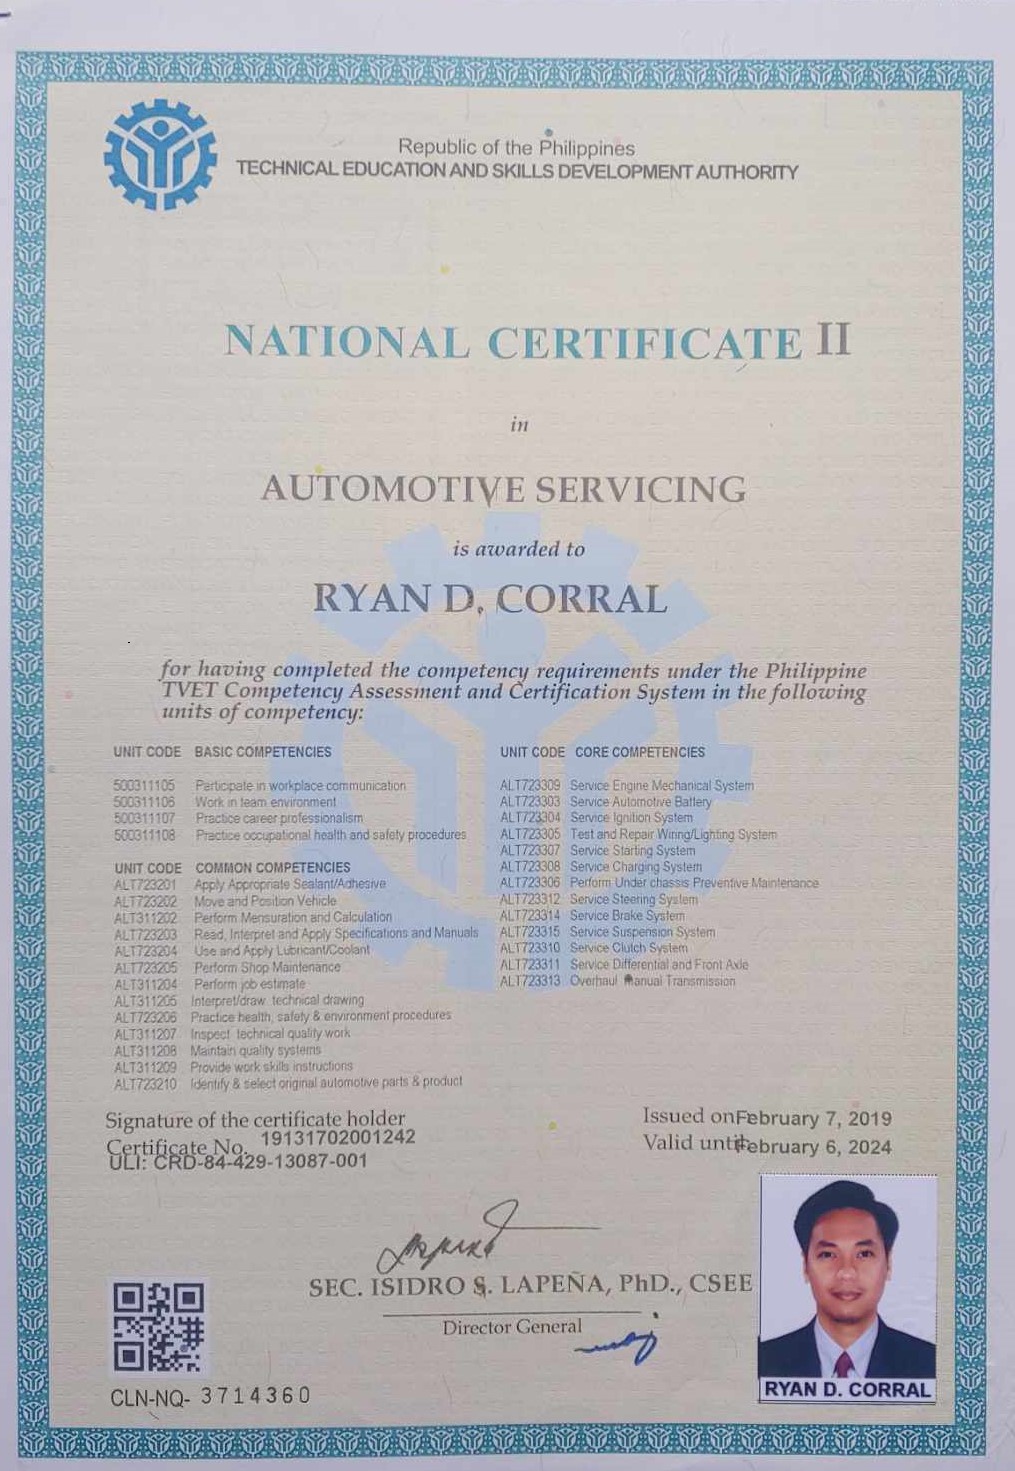 Republic of the Philippines
TECHNICAL EDUCATION AND SKILLS DEVELOPMENT AUTHORITY
NATIONAL CERTIFICATE II
in
AUTOMOTIVE SERVICING
is awarded to
RYAN D. CORRAL
for having completed the competency requirements under the Philippine
TVET Competency Assessment and Certification System in the following
units of competency:
UNIT CODE BASIC COMPETENCIES
500311105 Participate in workplace communication
500311106 Work in team environment
500311107 Practice career professionalism
500311108 Practice occupational health and safety procedures
UNIT CODE COMMON COMPETENCIES
ALT723201 Apply Appropriate Sealant/Adhesive
ALT723202 Move and Position Vehicle
ALT311202 Perform Mensuration and Calculation
ALT723203 Read, Interpret and Apply Specifications and Manuals
ALT723204 Use and Apply Lubricant/Coolant
ALT723205 Perform Shop Maintenance
ALT311204 Perform job estimate
ALT311205 Interpret/draw technical drawing
ALT723206 Practice health, safety & environment procedures
ALT311207 Inspect technical quality work
ALT311208 Maintain quality systems
ALT311209 Provide work skills instructions
ALT723210 Identify & select original automotive parts & product
UNIT CODE CORE COMPETENCIES
ALT723309 Service Engine Mechanical System
ALT723303 Service Automotive Battery
ALT723304 Service Ignition System
ALT723305 Test and Repair Wiring/Lighting System
ALT723307 Service Starting System
ALT723308 Service Charging System
ALT723306 Perform Under chassis Preventive Maintenance
ALT723312 Service Steering System
ALT723314 Service Brake System
ALT723315 Service Suspension System
ALT723310 Service Clutch System
ALT723311 Service Differential and Front Axle
ALT723313 Overhaul Manual Transmission
Signature of the certificate holder
Certificate No. 19131702001242
ULI: CRD-84-429-13087-001
Issued on February 7, 2019
Valid until February 6, 2024
SEC. ISIDRO S. LAPEÑA, PhD., CSEE
Director General
RYAN D. CORRAL
CLN-NQ- 3714360